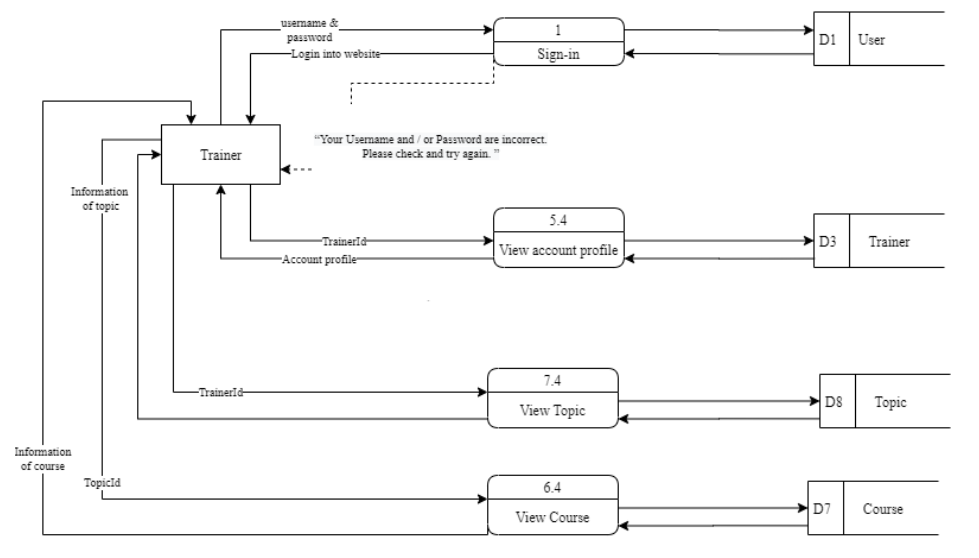 username &
password
1
Login into website
Sign-in
D1
User
"Your Username and / or Password are incorrect.
Please check and try again. "
Trainer
Information
of topic
5.4
TrainerId
View account profile
Account profile
D3
Trainer
7.4
TrainerId
View Topic
D8
Topic
Information
of course
TopicId
6.4
View Course
D7
Course